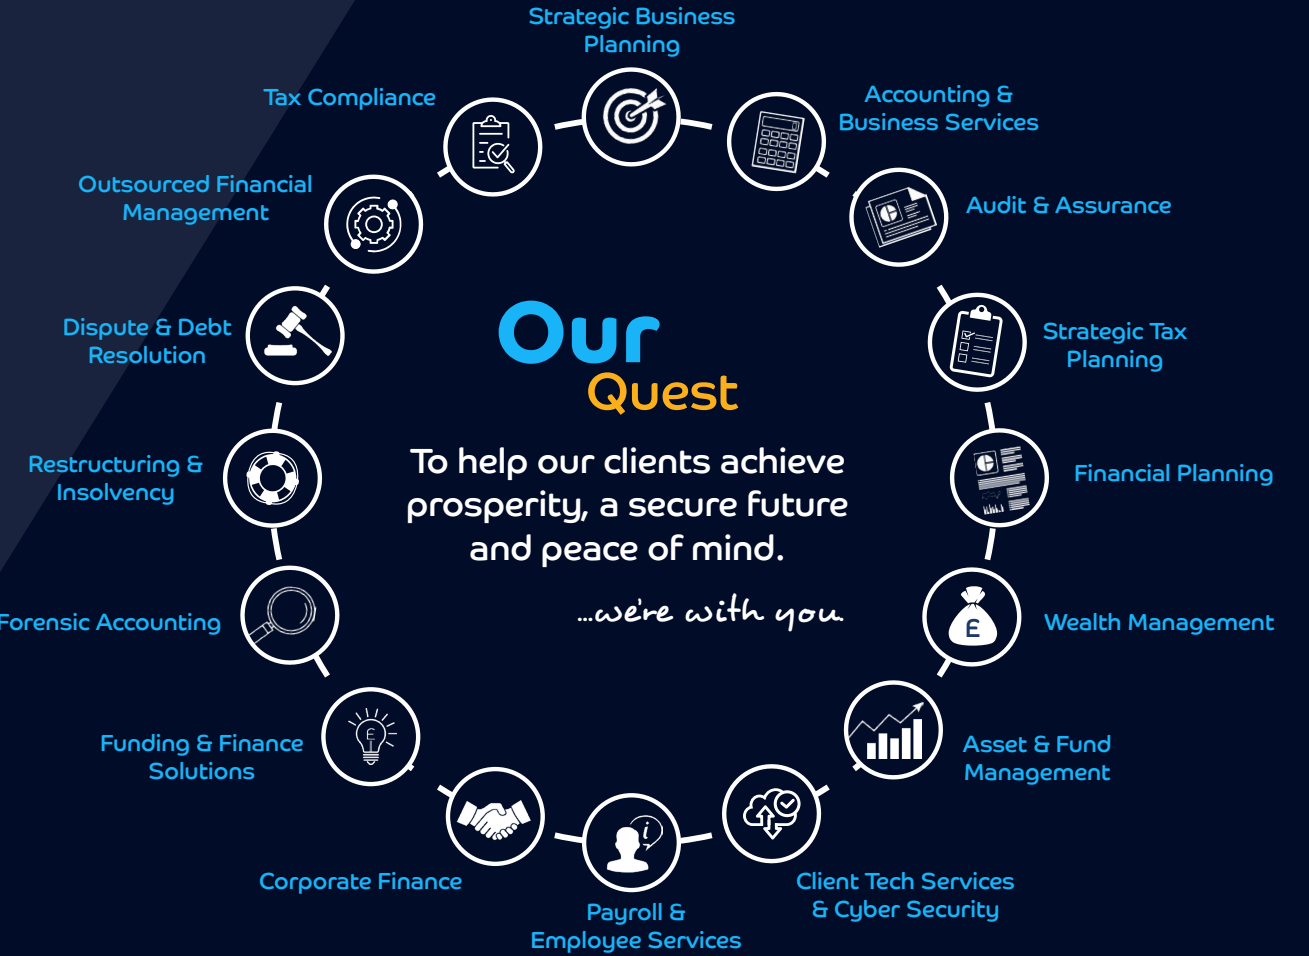 Strategic Business
Planning
Accounting &
Business Services
Audit & Assurance
Strategic Tax
Planning
Financial Planning
Wealth Management
Asset & Fund
Management
Client Tech Services
& Cyber Security
Payroll &
Employee Services
Corporate Finance
Funding & Finance
Solutions
Forensic Accounting
Restructuring &
Insolvency
Dispute & Debt
Resolution
Outsourced Financial
Management
Tax Compliance
Our
Quest
To help our clients achieve
prosperity, a secure future
and peace of mind.
...we're with you.
£
£
i